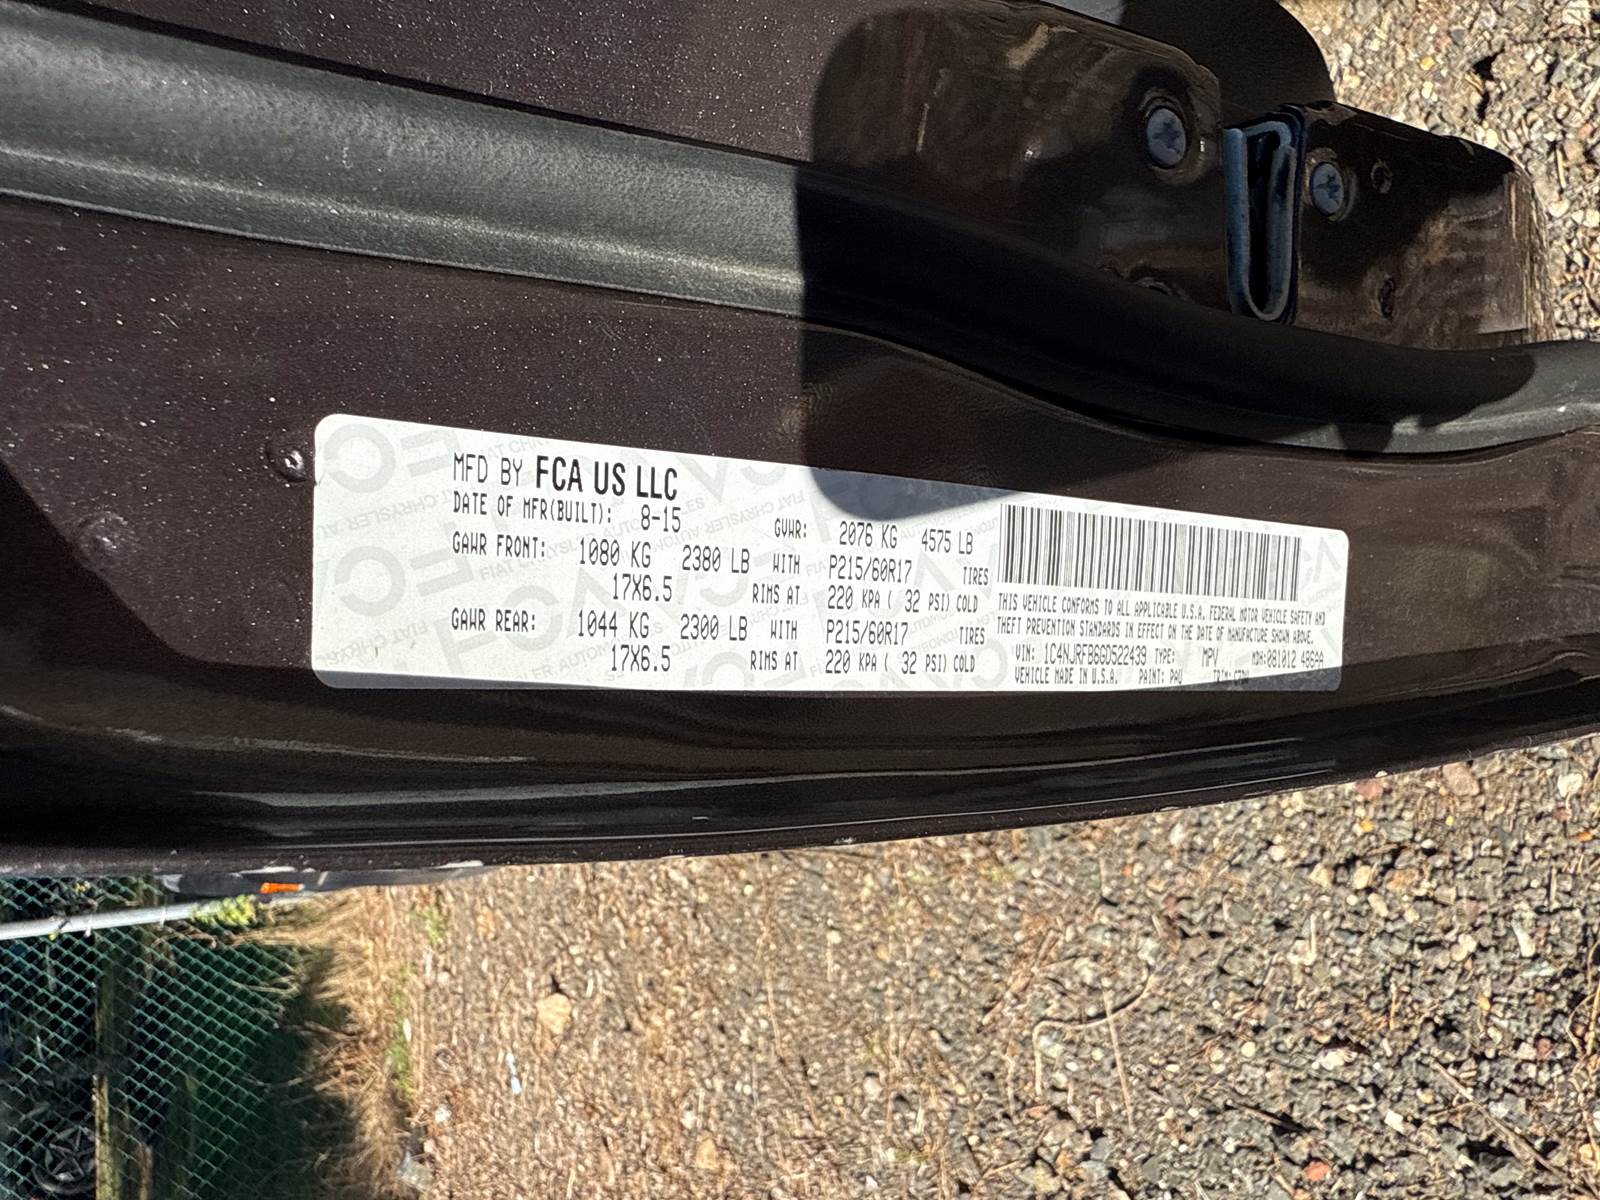 MFD BY FCA US LLC
DATE OF MFR(BUILT): 8-15
GVWR: 2076 KG 4575 LB
GAWR FRONT: 1080 KG 2380 LB WITH P215/60R17 TIRES
17X6.5 RIMS AT 220 KPA ( 32 PSI) COLD
GAWR REAR: 1044 KG 2300 LB WITH P215/60R17 TIRES
17X6.5 RIMS AT 220 KPA ( 32 PSI) COLD
THIS VEHICLE CONFORMS TO ALL APPLICABLE U.S.A. FEDERAL MOTOR VEHICLE SAFETY AND
THEFT PREVENTION STANDARDS IN EFFECT ON THE DATE OF MANUFACTURE SHOWN ABOVE.
VIN: 1C4NJRFB6GD522439 TYPE: MPV MDH:081012
VEHICLE MADE IN U.S.A. PAINT: PAU TRIM: